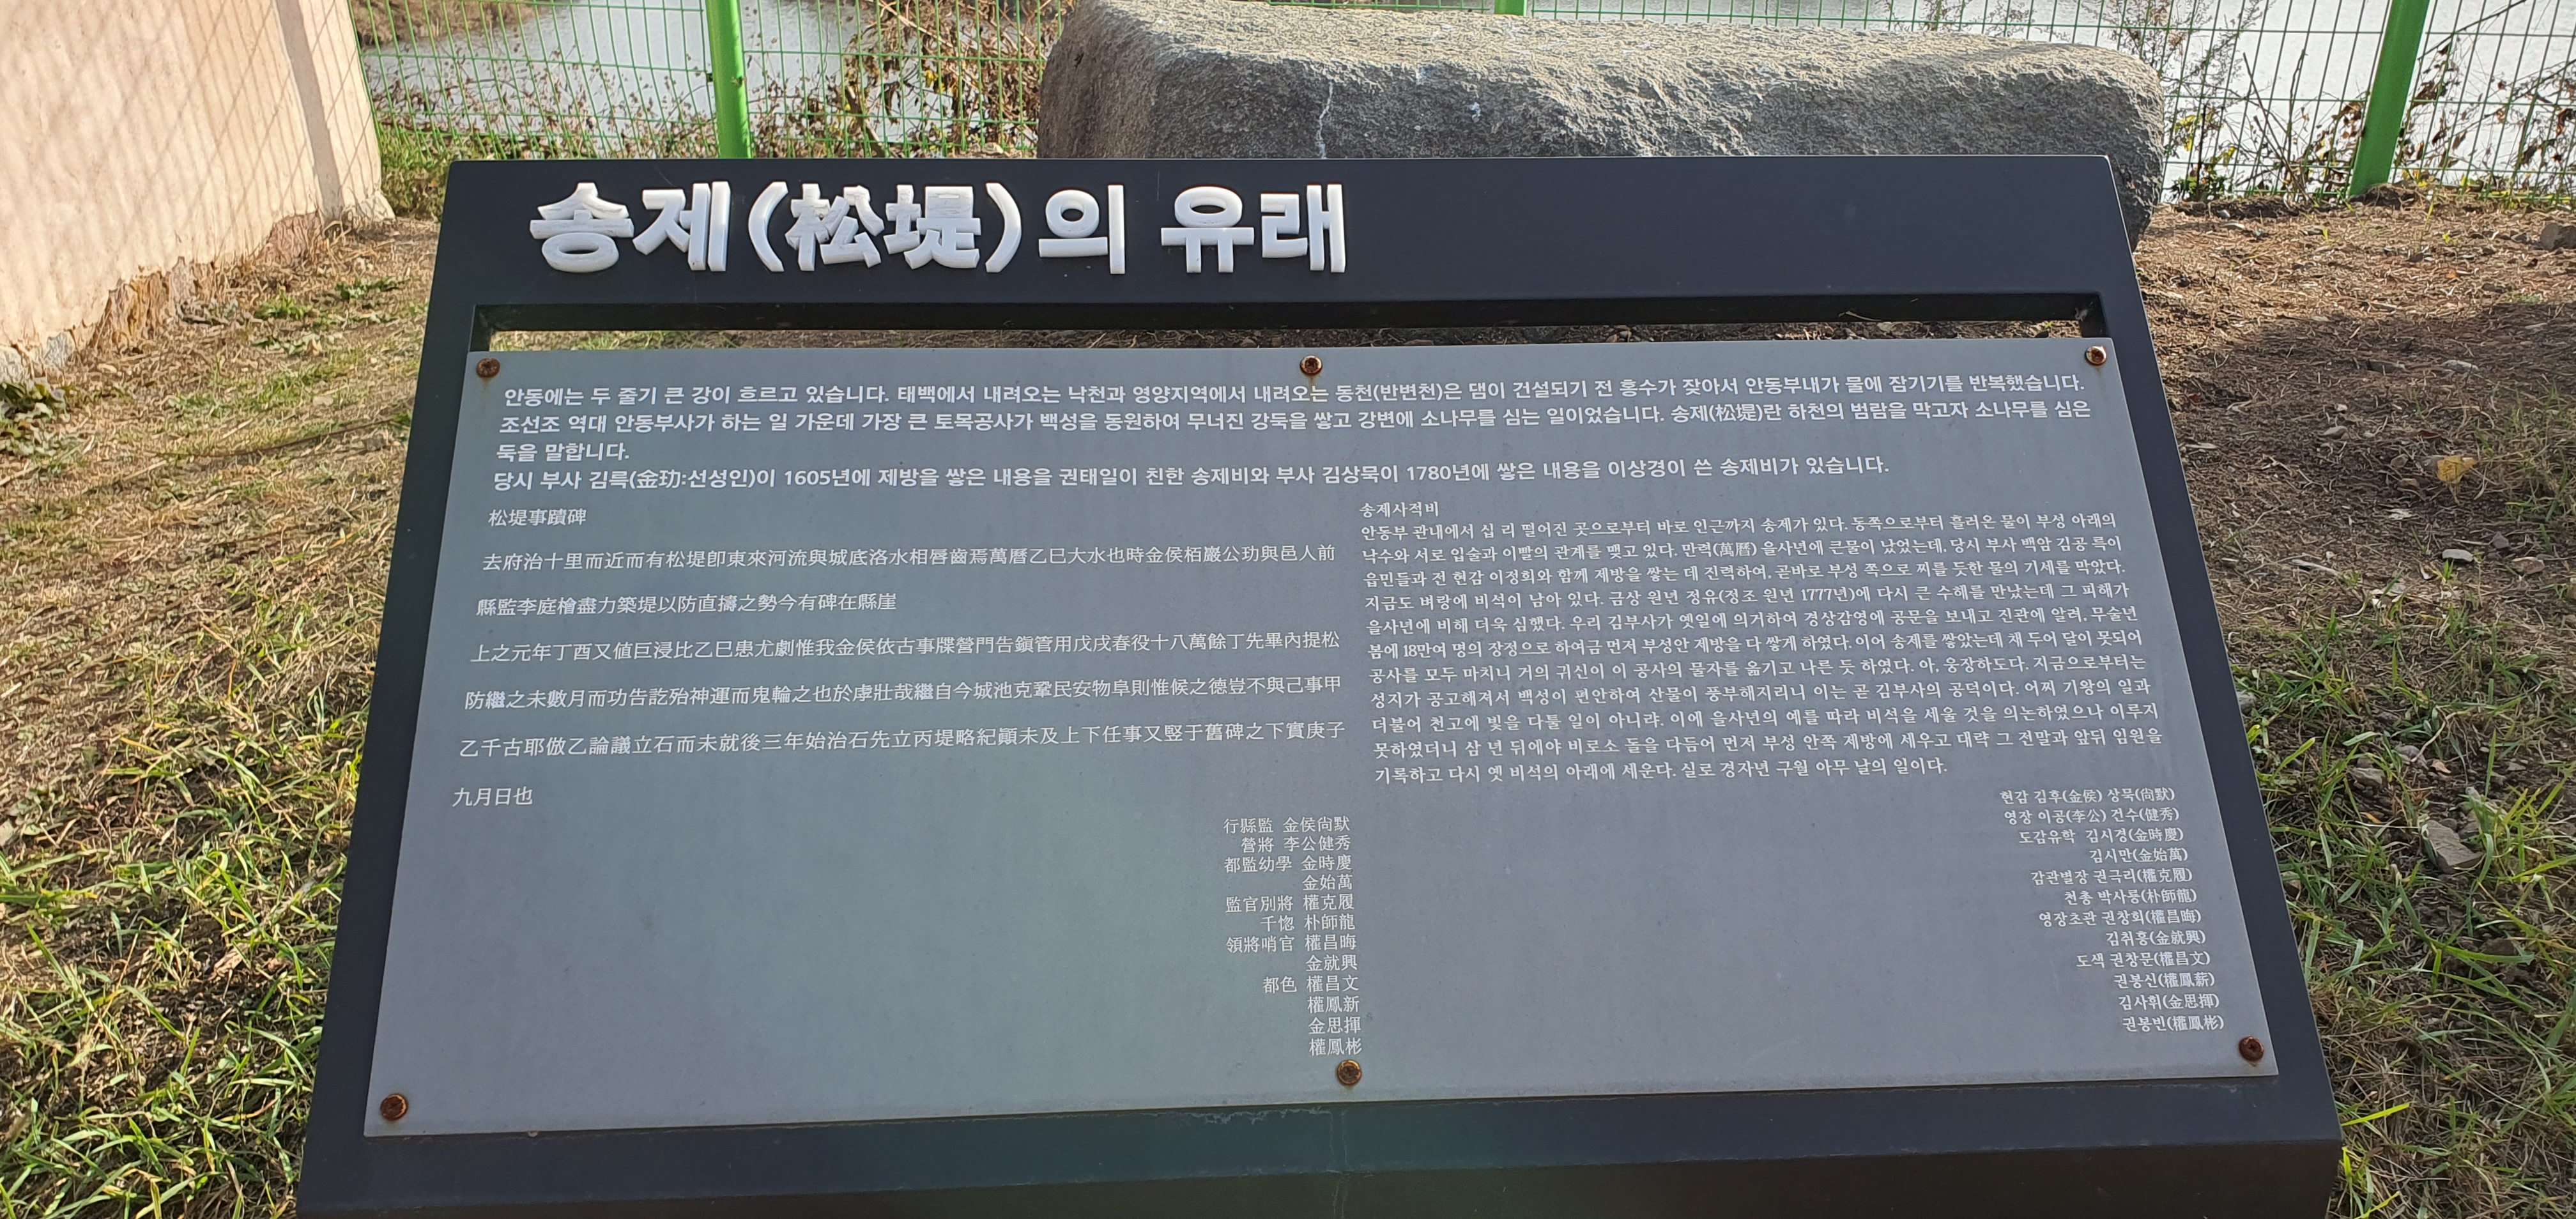 송제(松堤)의 유래
안동에는 두 줄기 큰 강이 흐르고 있습니다. 태백에서 내려오는 낙천과 영양지역에서 내려오는 동천(반변천)은 댐이 건설되기 전 홍수가 잦아서 안동부내가 물에 잠기기를 반복했습니다.
조선조 역대 안동부사가 하는 일 가운데 가장 큰 토목공사가 백성을 동원하여 무너진 강둑을 쌓고 강변에 소나무를 심는 일이었습니다. 송제(松堤)란 하천의 범람을 막고자 소나무를 심은
둑을 말합니다.
당시 부사 김륵(金玏:선성인)이 1605년에 제방을 쌓은 내용을 권태일이 친한 송제비와 부사 김상묵이 1780년에 쌓은 내용을 이상경이 쓴 송제비가 있습니다.
松堤事蹟碑
去府治十里而近而有松堤卽東來河流與城底洛水相唇齒焉萬曆乙巳大水也時金侯栢巖公玏與邑人前
縣監李庭檜盡力築堤以防直擣之勢今有碑在縣崖
上之元年丁酉又値巨浸比乙巳患尤劇惟我金侯依古事牒營門告鎭管用戊戌春役十八萬餘丁先畢內提松
防繼之未數月而功告訖殆神運而鬼輪之也於虖壯哉繼自今城池克鞏民安物阜則惟候之德豈不與己事甲
乙千古耶倣乙論議立石而未就後三年始治石先立丙堤略紀顚未及上下任事又竪于舊碑之下實庚子
九月日也
行縣監 金侯尙默
營將 李公健秀
都監幼學 金時慶
金始萬
監官別將 權克履
千惚 朴師龍
領將哨官 權昌晦
金就興
都色 權昌文
權鳳新
金思揮
權鳳彬
송제사적비
안동부 관내에서 십 리 떨어진 곳으로부터 바로 인근까지 송제가 있다. 동쪽으로부터 흘러온 물이 부성 아래의
낙수와 서로 입술과 이빨의 관계를 맺고 있다. 만력(萬曆) 을사년에 큰물이 났었는데, 당시 부사 백암 김공 륵이
읍민들과 전 현감 이정회와 함께 제방을 쌓는 데 진력하여, 곧바로 부성 쪽으로 찌를 듯한 물의 기세를 막았다.
지금도 벼랑에 비석이 남아 있다. 금상 원년 정유(정조 원년 1777년)에 다시 큰 수해를 만났는데 그 피해가
을사년에 비해 더욱 심했다. 우리 김부사가 옛일에 의거하여 경상감영에 공문을 보내고 진관에 알려, 무술년
봄에 18만여 명의 장정으로 하여금 먼저 부성안 제방을 다 쌓게 하였다. 이어 송제를 쌓았는데 채 두어 달이 못되어
공사를 모두 마치니 거의 귀신이 이 공사의 물자를 옮기고 나른 듯 하였다. 아, 웅장하도다. 지금으로부터는
성지가 공고해져서 백성이 편안하여 산물이 풍부해지리니 이는 곧 김부사의 공덕이다. 어찌 기왕의 일과
더불어 천고에 빛을 다툴 일이 아니랴. 이에 을사년의 예를 따라 비석을 세울 것을 의논하였으나 이루지
못하였더니 삼 년 뒤에야 비로소 돌을 다듬어 먼저 부성 안쪽 제방에 세우고 대략 그 전말과 앞뒤 임원을
기록하고 다시 옛 비석의 아래에 세운다. 실로 경자년 구월 아무 날의 일이다.
현감 김후(金侯) 상묵(尙默)
영장 이공(李公) 건수(健秀)
도감유학 김시경(金時慶)
김시만(金始萬)
감관별장 권극리(權克履)
천총 박사룡(朴師龍)
영장초관 권창회(權昌晦)
김취흥(金就興)
도색 권창문(權昌文)
권봉신(權鳳薪)
김사휘(金思揮)
권봉빈(權鳳彬)